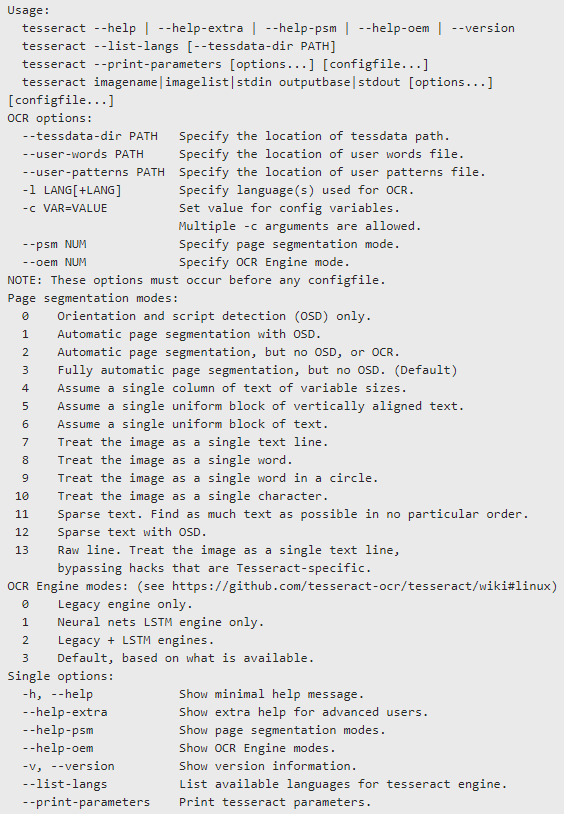 Usage:
  tesseract --help | --help-extra | --help-psm | --help-oem | --version
  tesseract --list-langs [--tessdata-dir PATH]
  tesseract --print-parameters [options...] [configfile...]
  tesseract imagename|imagelist|stdin outputbase|stdout [options...]
[configfile...]
OCR options:
  --tessdata-dir PATH   Specify the location of tessdata path.
  --user-words PATH     Specify the location of user words file.
  --user-patterns PATH  Specify the location of user patterns file.
  -l LANG[+LANG]        Specify language(s) used for OCR.
  -c VAR=VALUE          Set value for config variables.
                        Multiple -c arguments are allowed.
  --psm NUM             Specify page segmentation mode.
  --oem NUM             Specify OCR Engine mode.
NOTE: These options must occur before any configfile.
Page segmentation modes:
  0    Orientation and script detection (OSD) only.
  1    Automatic page segmentation with OSD.
  2    Automatic page segmentation, but no OSD, or OCR.
  3    Fully automatic page segmentation, but no OSD. (Default)
  4    Assume a single column of text of variable sizes.
  5    Assume a single uniform block of vertically aligned text.
  6    Assume a single uniform block of text.
  7    Treat the image as a single text line.
  8    Treat the image as a single word.
  9    Treat the image as a single word in a circle.
 10    Treat the image as a single character.
 11    Sparse text. Find as much text as possible in no particular order.
 12    Sparse text with OSD.
 13    Raw line. Treat the image as a single text line,
       bypassing hacks that are Tesseract-specific.
OCR Engine modes: (see https://github.com/tesseract-ocr/tesseract/wiki#linux)
  0    Legacy engine only.
  1    Neural nets LSTM engine only.
  2    Legacy + LSTM engines.
  3    Default, based on what is available.
Single options:
  -h, --help            Show minimal help message.
  --help-extra          Show extra help for advanced users.
  --help-psm            Show page segmentation modes.
  --help-oem            Show OCR Engine modes.
  -v, --version         Show version information.
  --list-langs          List available languages for tesseract engine.
  --print-parameters    Print tesseract parameters.